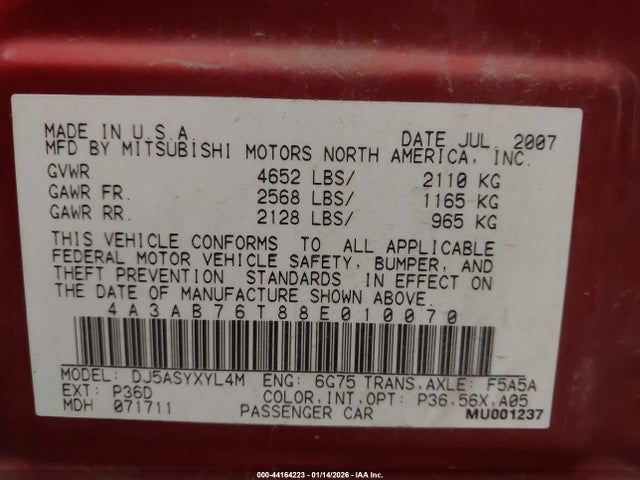 MADE IN U.S.A. DATE JUL. 2007
MFD BY MITSUBISHI MOTORS NORTH AMERICA, INC.
GVWR 4652 LBS/ 2110 KG
GAWR FR. 2568 LBS/ 1165 KG
GAWR RR. 2128 LBS/ 965 KG
THIS VEHICLE CONFORMS TO ALL APPLICABLE
FEDERAL MOTOR VEHICLE SAFETY, BUMPER, AND
THEFT PREVENTION STANDARDS IN EFFECT ON
THE DATE OF MANUFACTURE SHOWN ABOVE.
4A3AB76T88E010070
MODEL: DJ5ASYXYL4M ENG: 6G75 TRANS,AXLE: F5A5A
EXT: P36D COLOR,INT,OPT: P36,56X,A05
MDH 071711 PASSENGER CAR MU001237
000-44164223 - 01/14/2026 - IAA Inc.